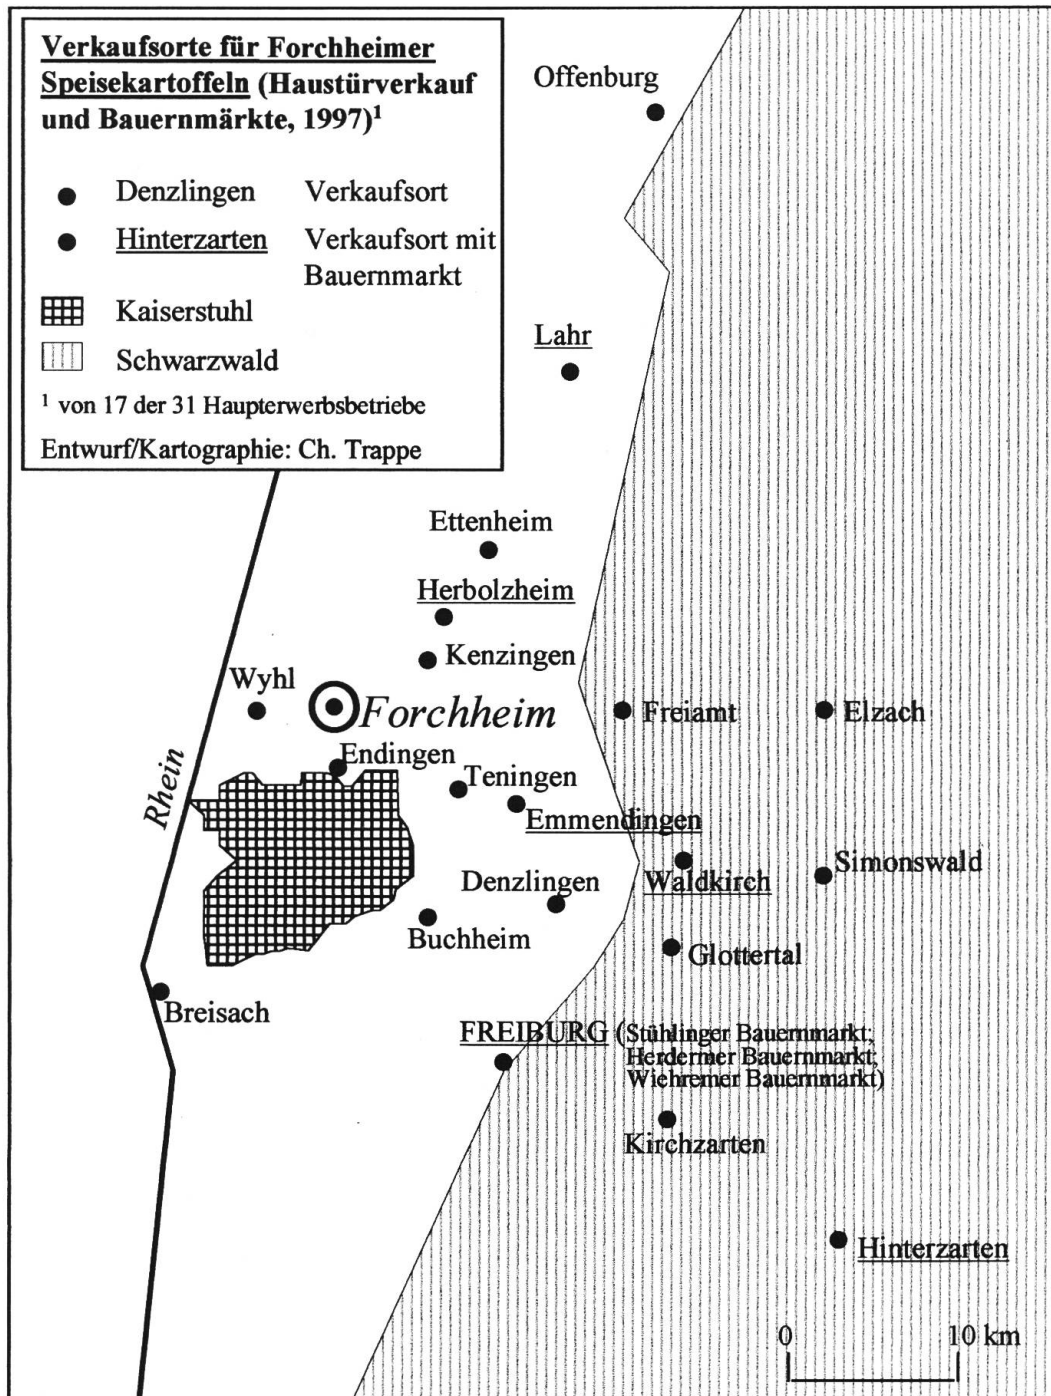 Verkaufsorte für Forchheimer
Speisekartoffeln (Haustürverkauf
und Bauernmärkte, 1997)¹
Denzlingen Verkaufsort
Hinterzarten Verkaufsort mit
Bauernmarkt
Kaiserstuhl
Schwarzwald
¹ von 17 der 31 Haupterwerbsbetriebe
Entwurf/Kartographie: Ch. Trappe
Offenburg
Lahr
Ettenheim
Herbolzheim
Kenzingen
Wyhl
Forchheim
Freiamt
Elzach
Endingen
Rhein
Teningen
Emmendingen
Waldkirch
Simonswald
Denzlingen
Buchheim
Glottertal
Breisach
FREIBURG (Stühlinger Bauernmarkt;
Herdermer Bauernmarkt;
Wiehremer Bauernmarkt)
Kirchzarten
Hinterzarten
0 10 km